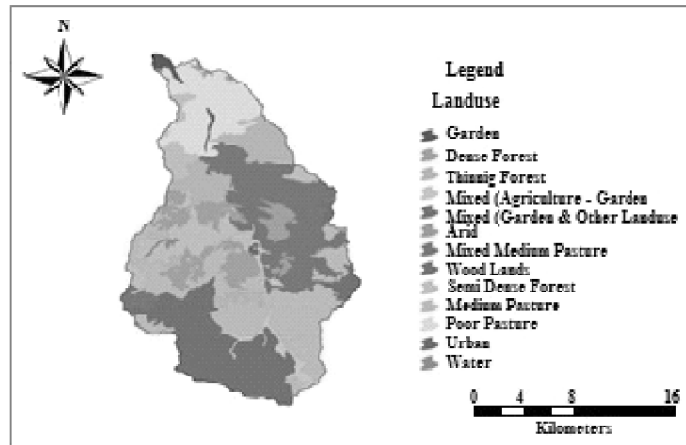 N
Legend
Landuse
Garden
Dense Forest
Thinnig Forest
Mixed (Agriculture - Garden
Mixed (Garden & Other Landuse
Arid
Mixed Medium Pasture
Wood Lands
Semi Dense Forest
Medium Pasture
Poor Pasture
Urban
Water
0 4 8 16
Kilometers